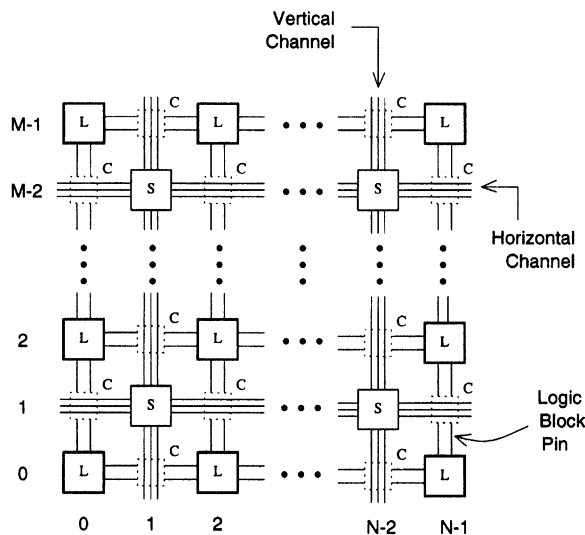 Vertical
Channel
C C
M-1 L L L
C C C
M-2 S S
Horizontal
Channel
C C
2 L L L
C C C
1 S S
Logic
Block
Pin
C C
0 L L L
0 1 2 N-2 N-1